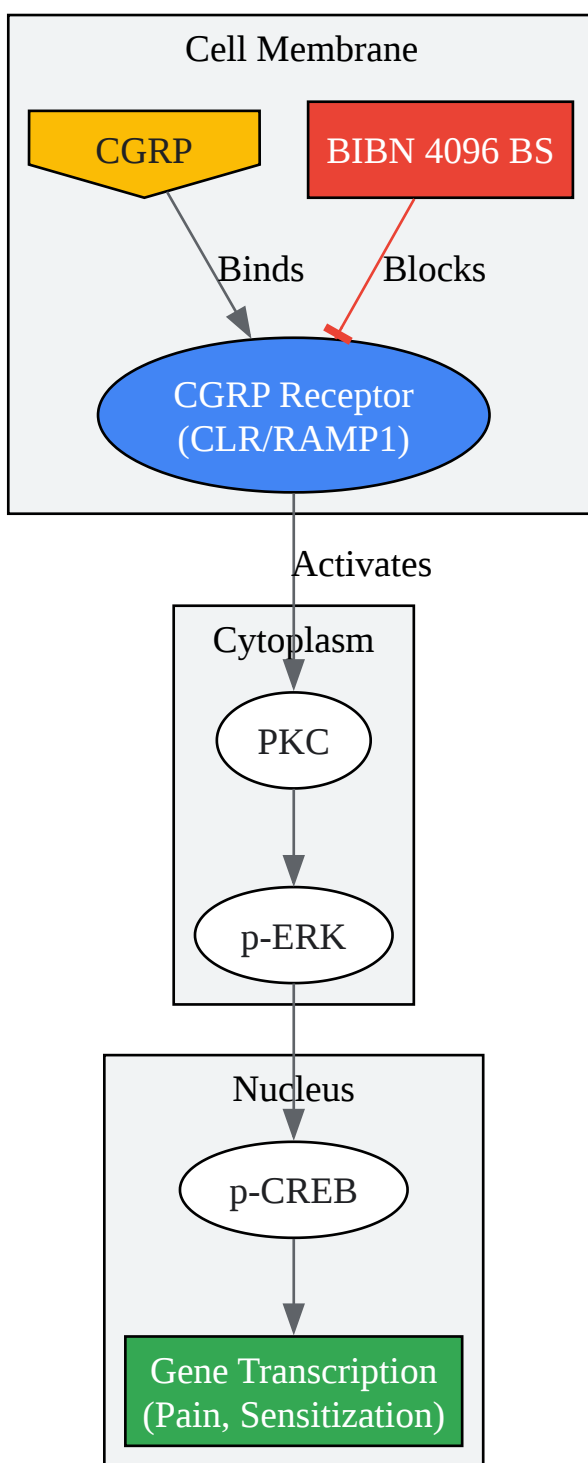 Cell Membrane
CGRP
BIBN 4096 BS
Binds
Blocks
CGRP Receptor
(CLR/RAMP1)
Activates
Cytoplasm
PKC
p-ERK
Nucleus
p-CREB
Gene Transcription
(Pain, Sensitization)